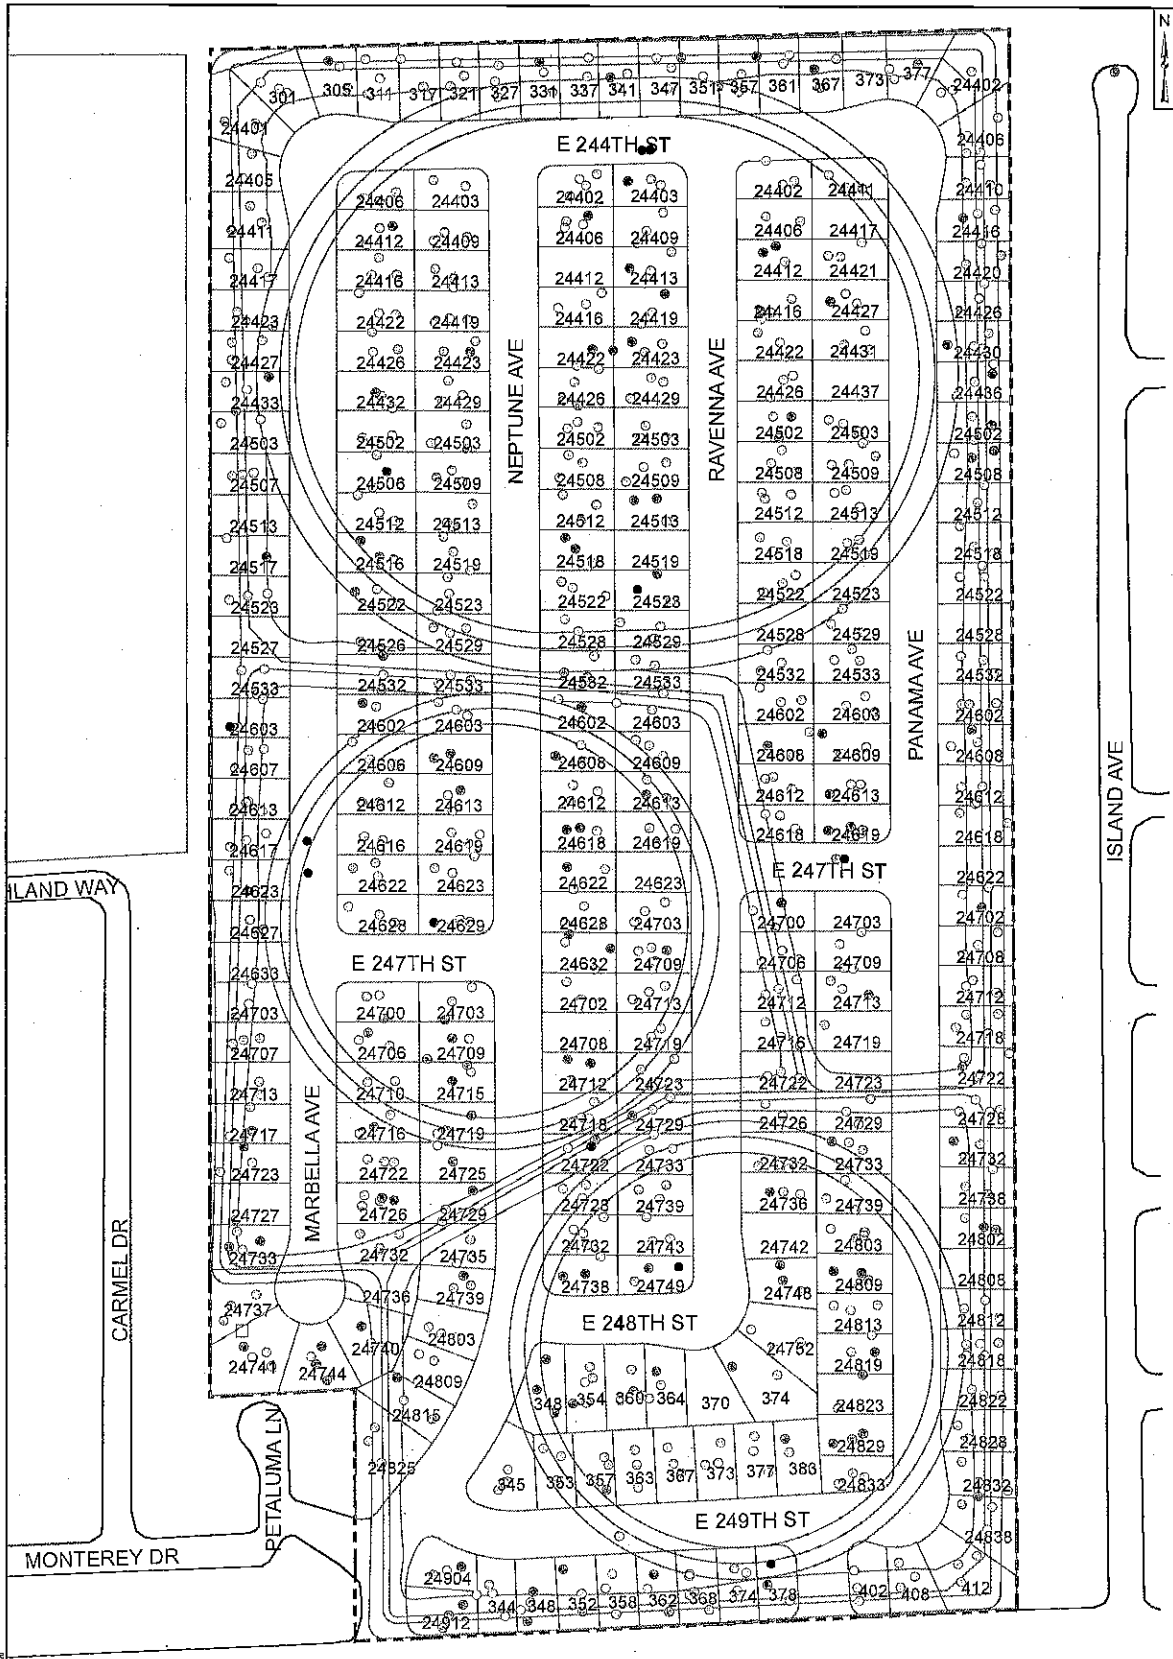 N
301 305 311 317 321 327 331 337 341 347 351 357 361 367 373 377 24402
24401 24406
E 244TH ST
24405 24406 24403 24402 24403 24402 24411 24410
24411 24412 24409 24406 24409 24406 24417 24416
24417 24416 24413 24412 24413 24412 24421 24420
24423 24422 24419 24416 24419 24416 24427 24426
24427 24426 24423 24422 24423 24422 24431 24430
24433 24432 24429 24426 24429 24426 24437 24436
NEPTUNE AVE
RAVENNA AVE
24503 24502 24503 24502 24503 24502 24503 24502
24507 24506 24509 24508 24509 24508 24509 24508
24513 24512 24513 24512 24513 24512 24513 24512
24517 24516 24519 24518 24519 24518 24519 24518
24523 24522 24523 24522 24523 24522 24523 24522
24527 24526 24529 24528 24529 24528 24529 24528
24533 24532 24533 24532 24533 24532 24533 24532
PANAMA AVE
24603 24602 24603 24602 24603 24602 24603 24602
24607 24606 24609 24608 24609 24608 24609 24608
24613 24612 24613 24612 24613 24612 24613 24612
24617 24616 24619 24618 24619 24618 24619 24618
ISLAND AVE
E 247TH ST
ILAND WAY
24623 24622 24623 24622 24623 24622
24627 24628 24629 24628 24703 24700 24703 24702
E 247TH ST
24633 24632 24709 24706 24709 24708
24703 24700 24703 24702 24713 24712 24713 24712
24707 24706 24709 24708 24719 24716 24719 24718
24713 24710 24715 24712 24723 24722 24723 24722
24717 24716 24719 24718 24729 24726 24729 24728
MARBELLA AVE
24723 24722 24725 24722 24733 24732 24733 24732
24727 24726 24729 24728 24739 24736 24739 24738
24733 24732 24735 24732 24743 24742 24803 24802
CARMEL DR
24736 24739 24738 24749 24748 24809 24808
24737 24740 24803
E 248TH ST
24813 24812
24741 24744 24809 24752 24819 24818
348 354 360 364 370 374
24815 24823 24822
PETALUMA LN
24825 24829 24828
345 353 357 363 367 373 377 383 24833 24832
E 249TH ST
24838
MONTEREY DR
24904 344 348 352 358 362 368 374 378 402 408 412
24912